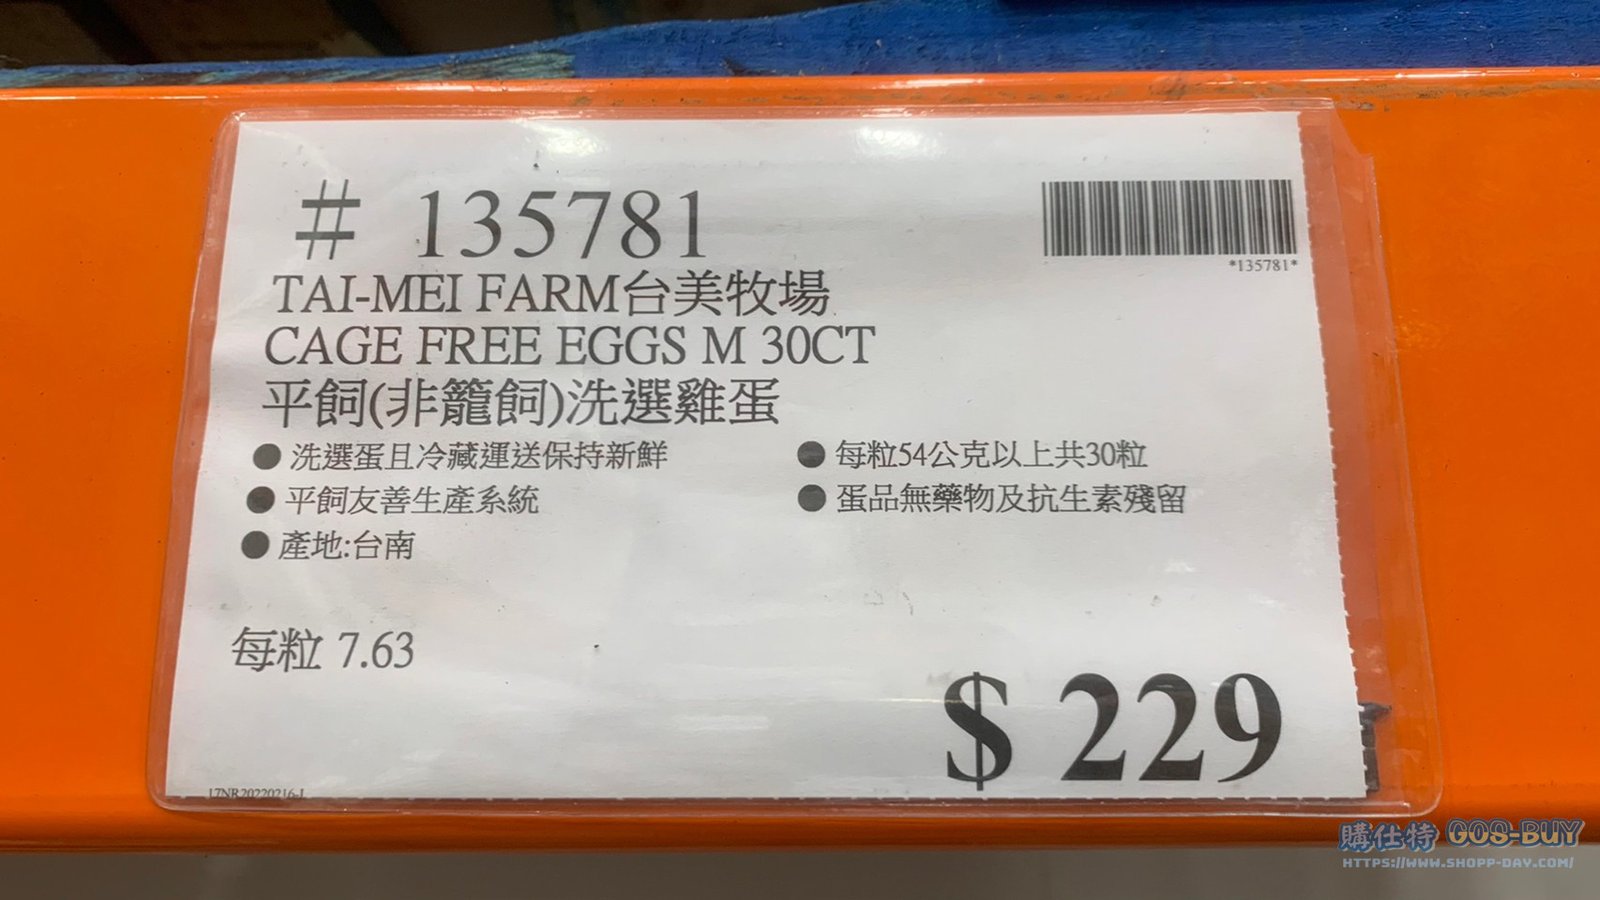 # 135781
*135781*
TAI-MEI FARM台美牧場
CAGE FREE EGGS M 30CT
平飼(非籠飼)洗選雞蛋
● 洗選蛋且冷藏運送保持新鮮
● 每粒54公克以上共30粒
● 平飼友善生產系統
● 蛋品無藥物及抗生素殘留
● 產地:台南
每粒 7.63
$ 229
17NR20220216-J
購仕特 GOS-BUY
HTTPS://WWW.SHOPP-DAY.COM/